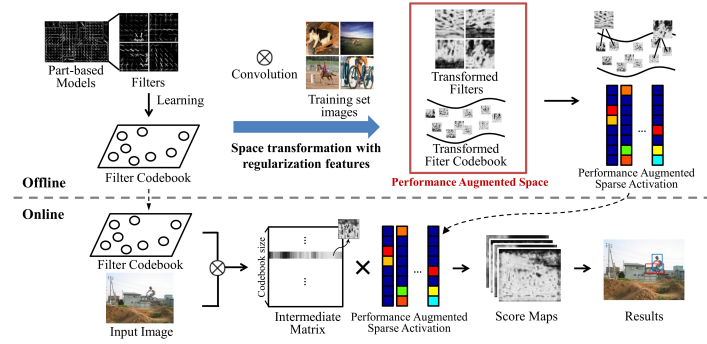 Part-based
Models
Filters
Learning
Filter Codebook
Offline
Convolution
Training set
images
Space transformation with
regularization features
Transformed
Filters
Transformed
Fiter Codebook
Performance Augmented Space
...
Performance Augmented
Sparse Activation
Online
Filter Codebook
Input Image
Codebook size
...
...
Intermediate
Matrix
...
Performance Augmented
Sparse Activation
Score Maps
Results